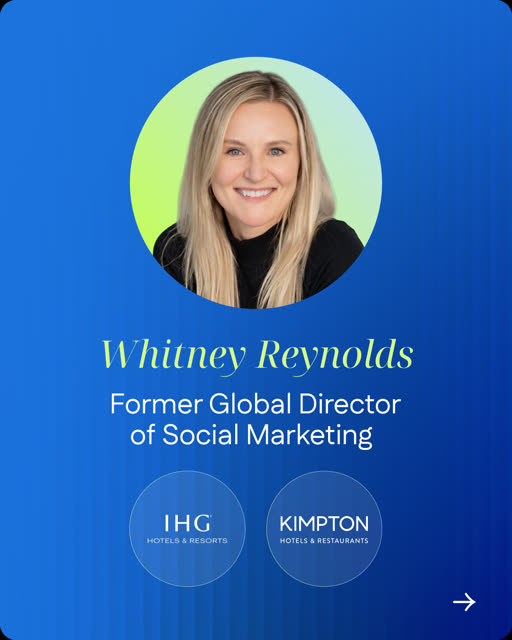 Whitney Reynolds
Former Global Director
of Social Marketing
IHG
HOTELS & RESORTS
KIMPTON
HOTELS & RESTAURANTS